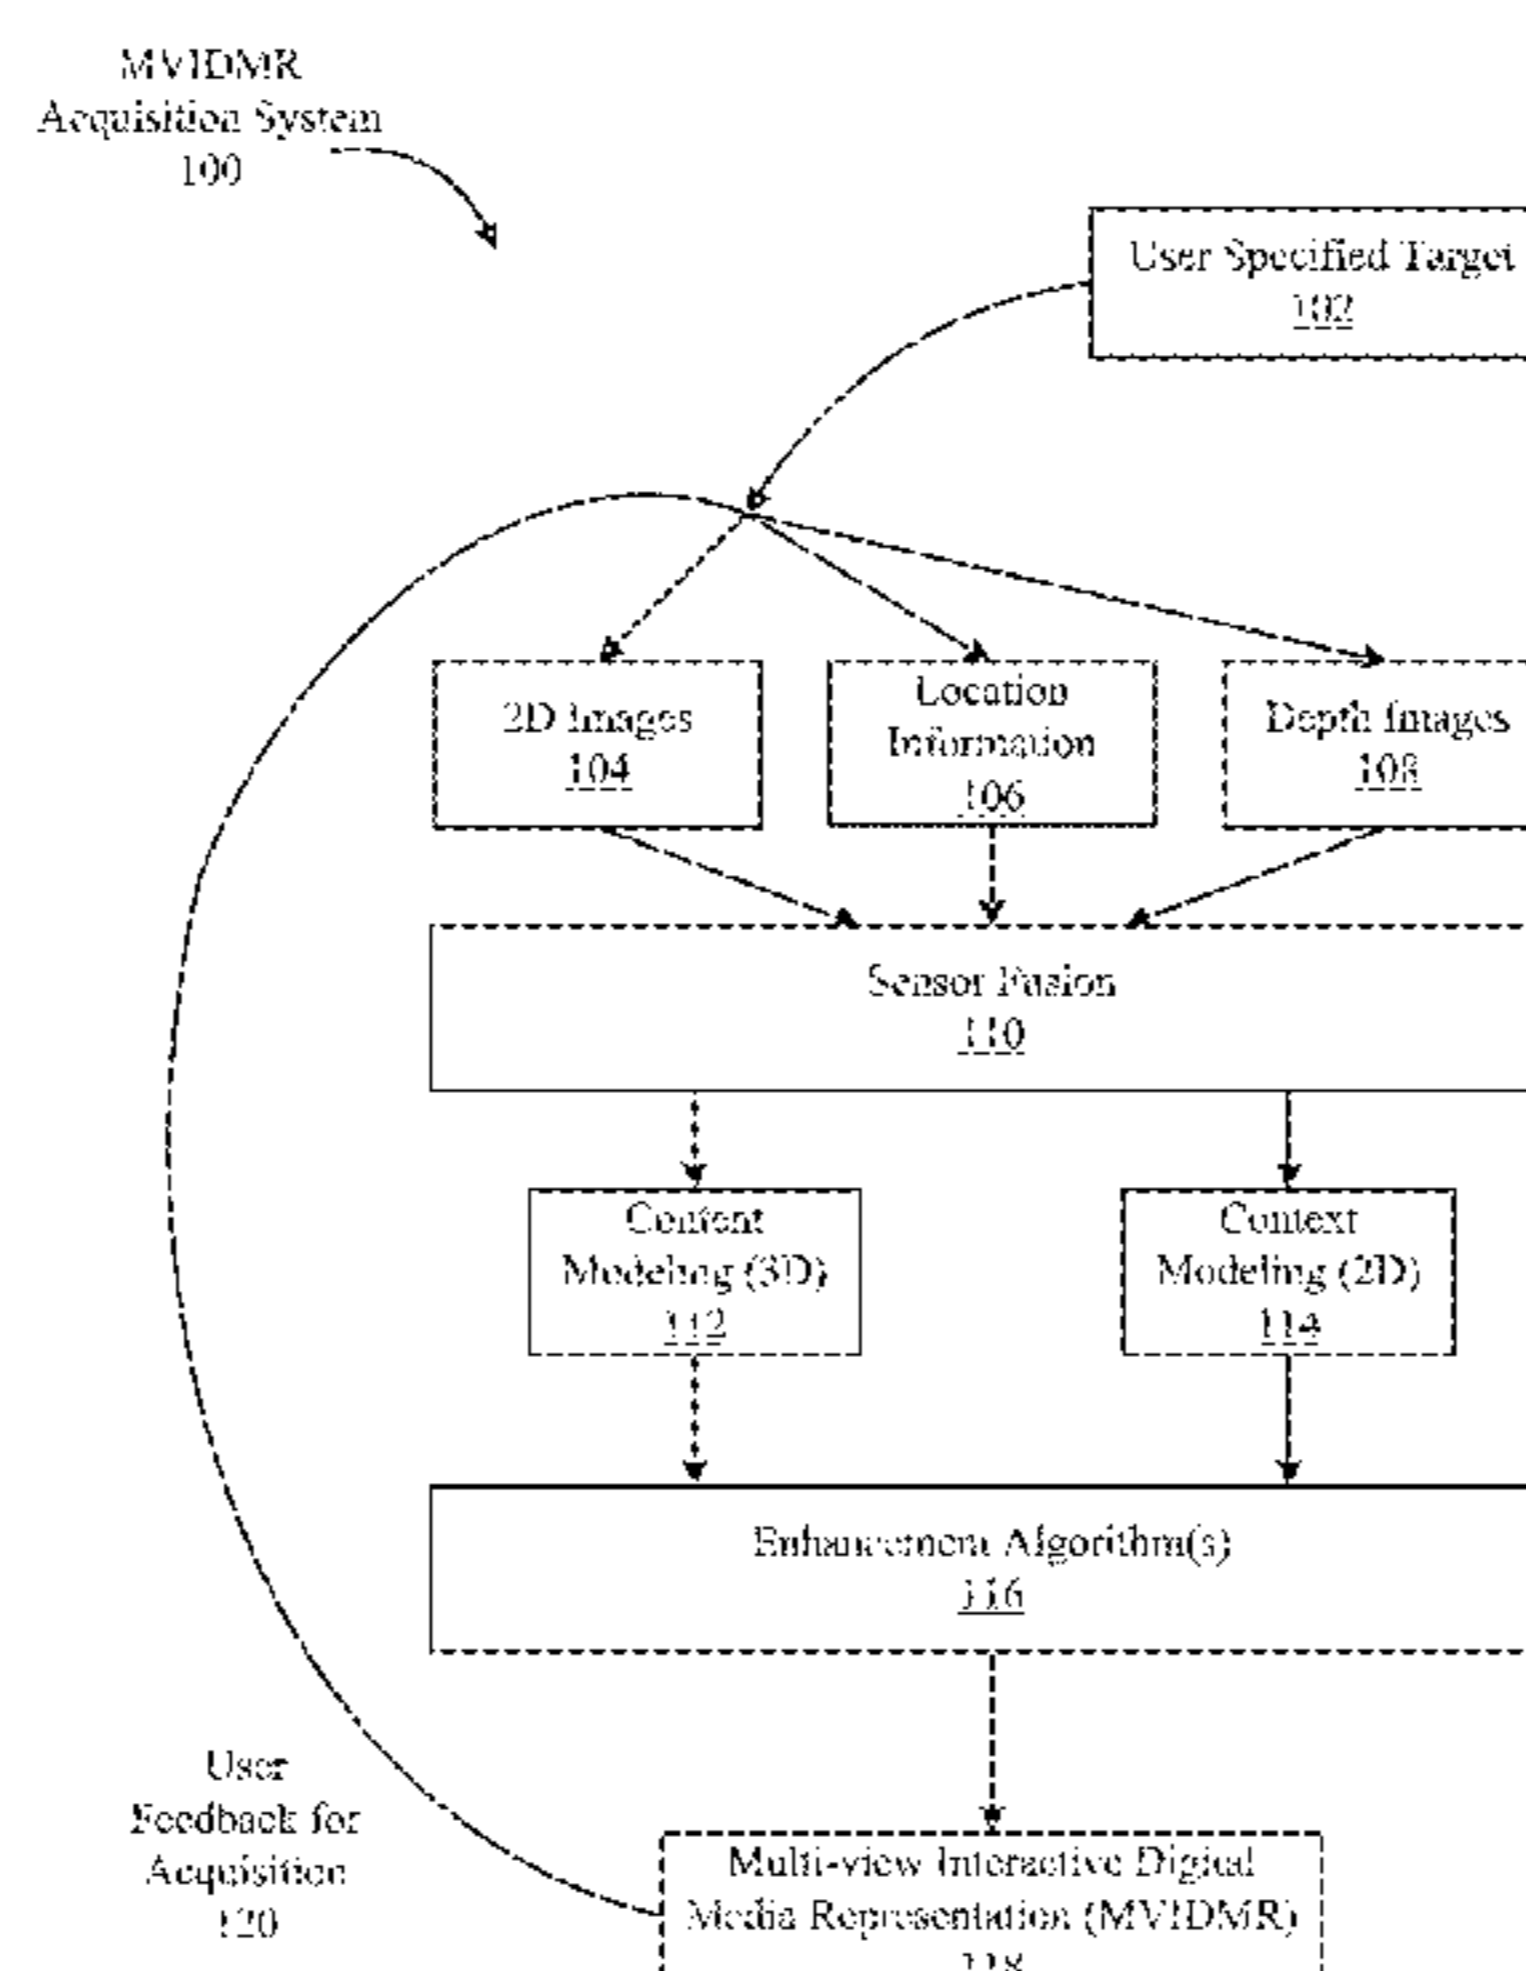 MVIDMR
Acquisition System
100
User Specified Target
102
2D Images
104
Location
Information
106
Depth Images
108
Sensor Fusion
110
Content
Modeling (3D)
112
Context
Modeling (2D)
114
Enhancement Algorithm(s)
116
User
Feedback for
Acquisition
120
Multi-view Interactive Digital
Media Representation (MVIDMR)
118